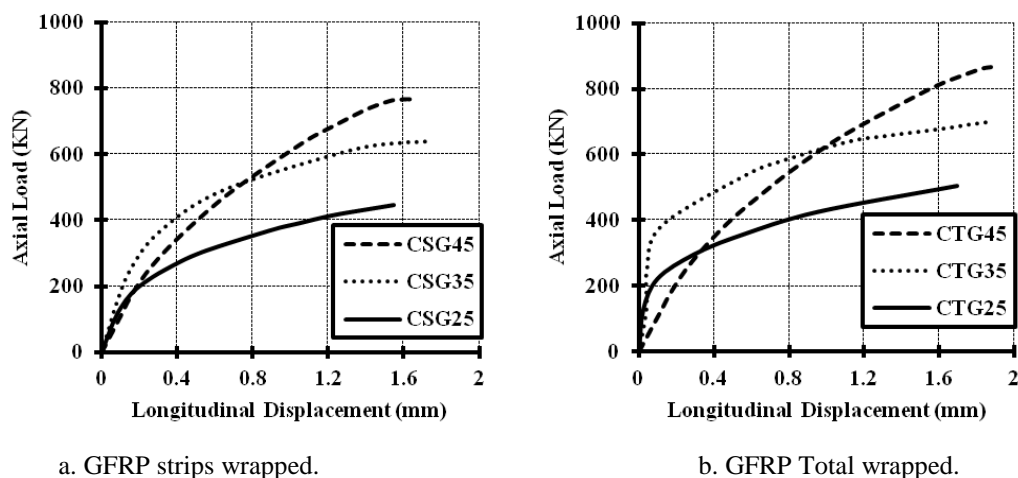 1000
800
600
400
200
0
Axial Load (KN)
CSG45
CSG35
CSG25
0 0.4 0.8 1.2 1.6 2
Longitudinal Displacement (mm)
a. GFRP strips wrapped.
1000
800
600
400
200
0
Axial Load (KN)
CTG45
CTG35
CTG25
0 0.4 0.8 1.2 1.6 2
Longitudinal Displacement (mm)
b. GFRP Total wrapped.